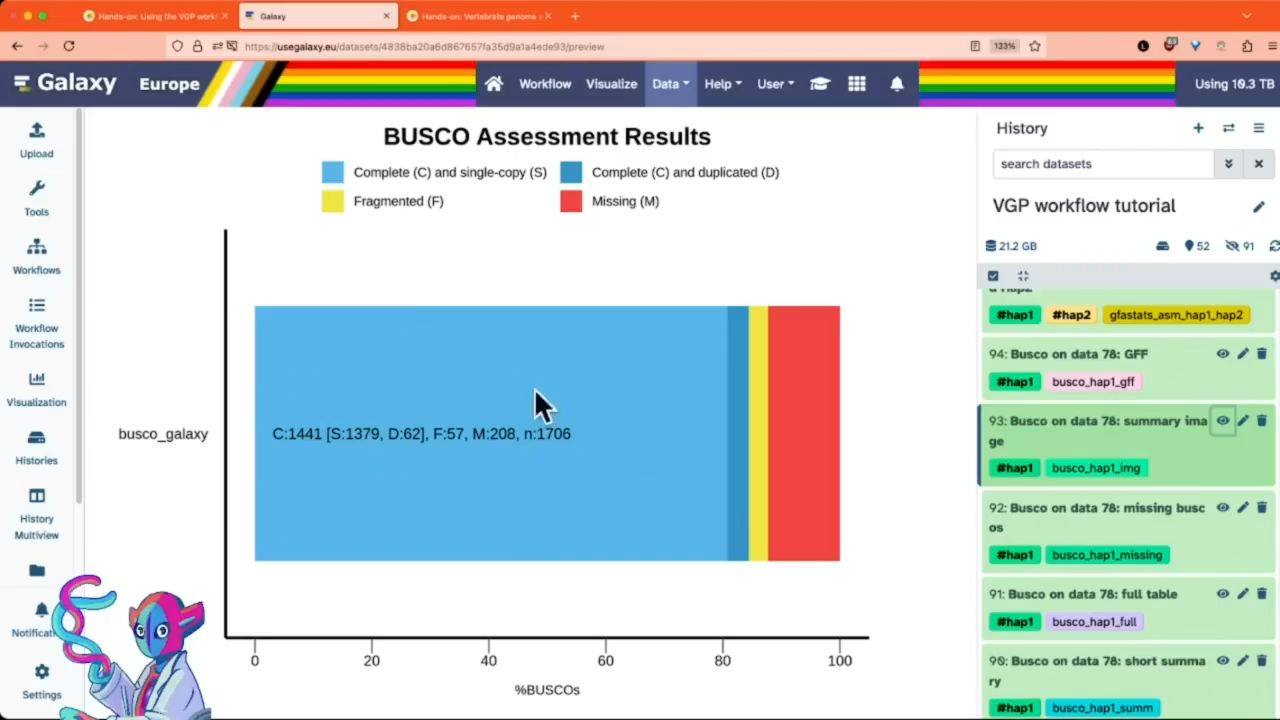 Hands-on: Using the VGP work
Galaxy
Hands-on: Vertebrate genome
https://usegalaxy.eu/datasets/4838ba20a6d867657fa35d9a1a4ede93/preview
133%
Galaxy Europe
Workflow Visualize Data Help User
Using 10.3 TB
Upload
Tools
Workflows
Workflow
Invocations
Visualization
Histories
History
Multiview
Notificat
Settings
BUSCO Assessment Results
Complete (C) and single-copy (S) Complete (C) and duplicated (D)
Fragmented (F) Missing (M)
busco_galaxy
C:1441 [S:1379, D:62], F:57, M:208, n:1706
0 20 40 60 80 100
%BUSCOs
History
search datasets
VGP workflow tutorial
21.2 GB 52 91
#hap1 #hap2 gfastats_asm_hap1_hap2
94: Busco on data 78: GFF
#hap1 busco_hap1_gff
93: Busco on data 78: summary ima
ge
#hap1 busco_hap1_img
92: Busco on data 78: missing busc
os
#hap1 busco_hap1_missing
91: Busco on data 78: full table
#hap1 busco_hap1_full
90: Busco on data 78: short summa
ry
#hap1 busco_hap1_summ